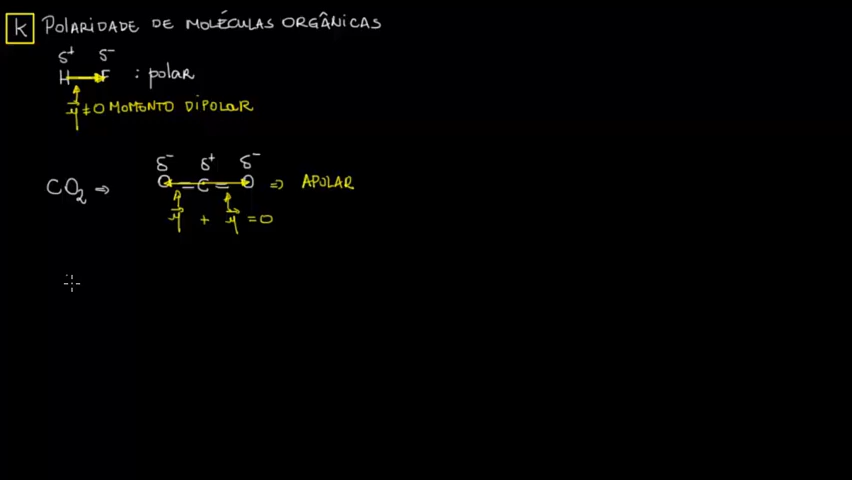 K POLARIDADE DE MOLÉCULAS ORGÂNICAS
δ+ δ-
H F : polar
μ ≠ 0 MOMENTO DIPOLAR
δ- δ+ δ-
CO2 ⇒ O = C = O ⇒ APOLAR
μ + μ = 0